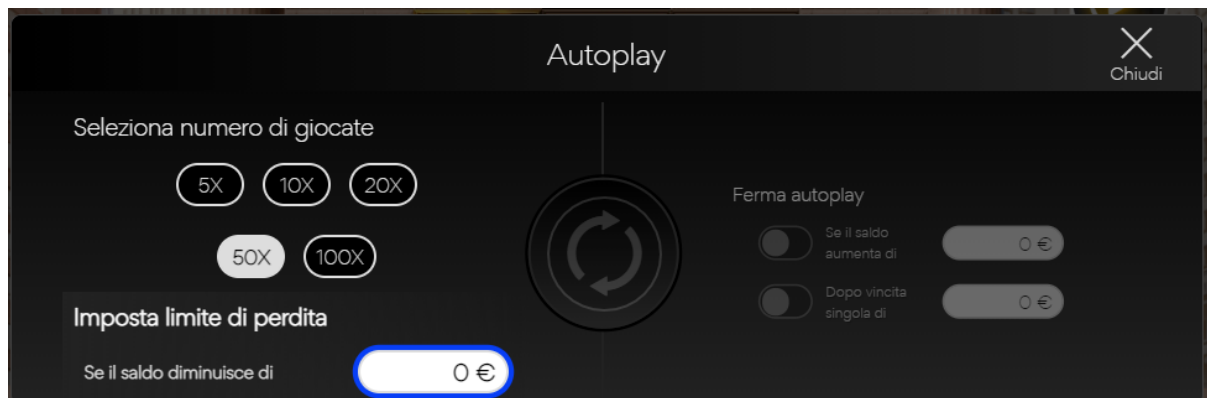 Autoplay
Chiudi
Seleziona numero di giocate
5X 10X 20X
50X 100X
Imposta limite di perdita
Se il saldo diminuisce di 0 €
Ferma autoplay
Se il saldo
aumenta di
0 €
Dopo vincita
singola di
0 €